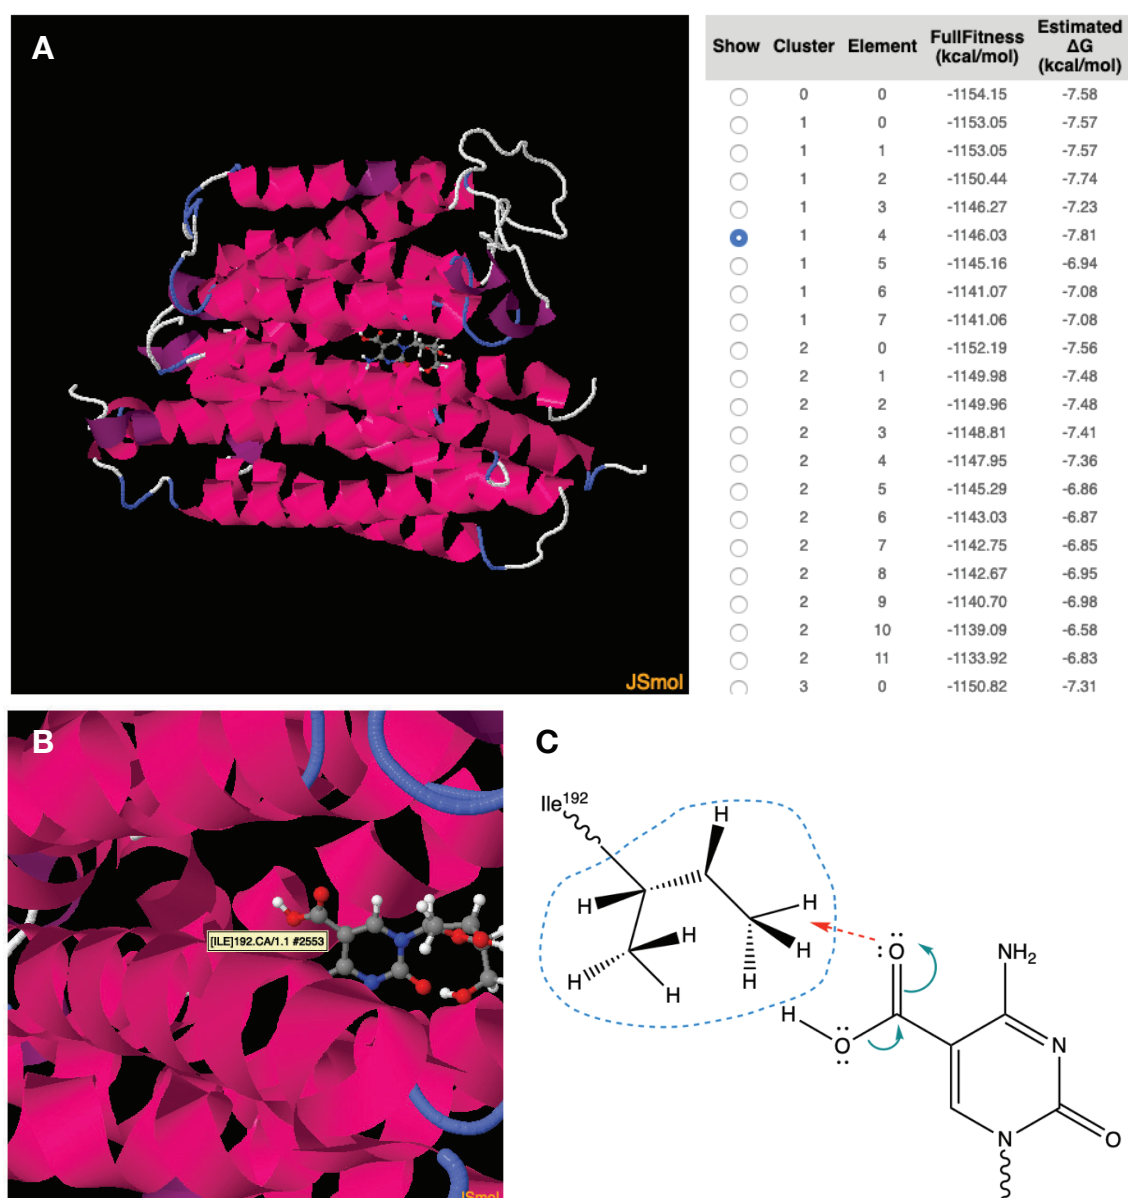 A
JSmol
Show Cluster Element FullFitness (kcal/mol) Estimated ΔG (kcal/mol)
0 0 -1154.15 -7.58
1 0 -1153.05 -7.57
1 1 -1153.05 -7.57
1 2 -1150.44 -7.74
1 3 -1146.27 -7.23
1 4 -1146.03 -7.81
1 5 -1145.16 -6.94
1 6 -1141.07 -7.08
1 7 -1141.06 -7.08
2 0 -1152.19 -7.56
2 1 -1149.98 -7.48
2 2 -1149.96 -7.48
2 3 -1148.81 -7.41
2 4 -1147.95 -7.36
2 5 -1145.29 -6.86
2 6 -1143.03 -6.87
2 7 -1142.75 -6.85
2 8 -1142.67 -6.95
2 9 -1140.70 -6.98
2 10 -1139.09 -6.58
2 11 -1133.92 -6.83
3 0 -1150.82 -7.31
B
[ILE]192.CA/1.1 #2553
JSmol
C
Ile¹⁹²
H
H
H
H
H
H
H
H
H
O
NH₂
H
O
N
N
O